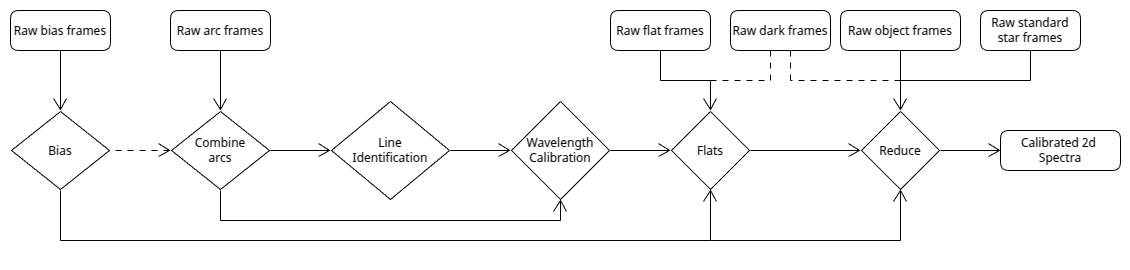 Raw bias frames
Raw arc frames
Raw flat frames
Raw dark frames
Raw object frames
Raw standard
star frames
Bias
Combine
arcs
Line
Identification
Wavelength
Calibration
Flats
Reduce
Calibrated 2d
Spectra